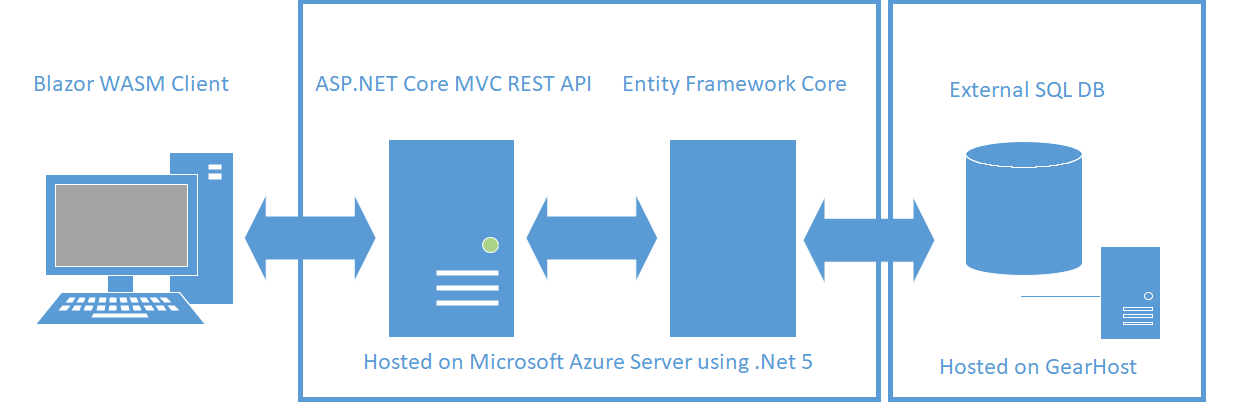 Blazor WASM Client
ASP.NET Core MVC REST API
Entity Framework Core
External SQL DB
Hosted on Microsoft Azure Server using .Net 5
Hosted on GearHost